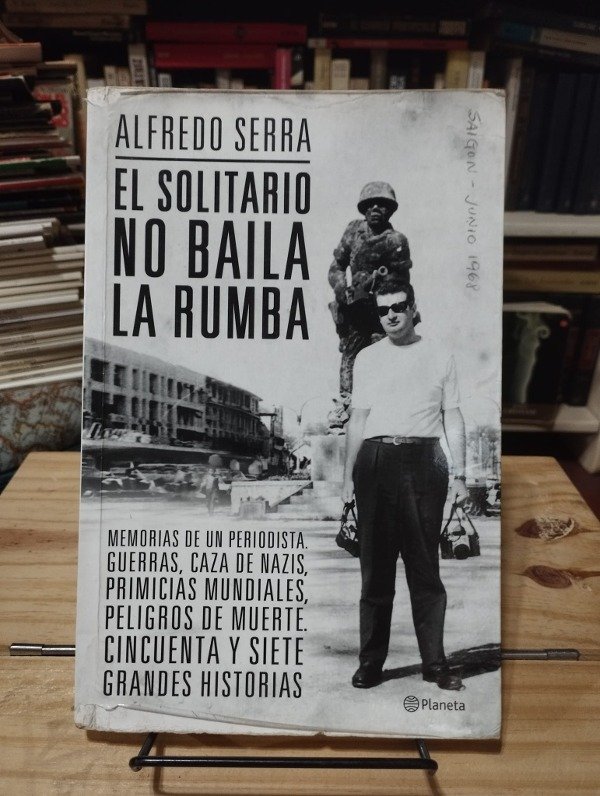 ALFREDO SERRA
EL SOLITARIO
NO BAILA
LA RUMBA
SAIGON - JUNIO 1968
MEMORIAS DE UN PERIODISTA.
GUERRAS, CAZA DE NAZIS,
PRIMICIAS MUNDIALES,
PELIGROS DE MUERTE.
CINCUENTA Y SIETE
GRANDES HISTORIAS
Planeta